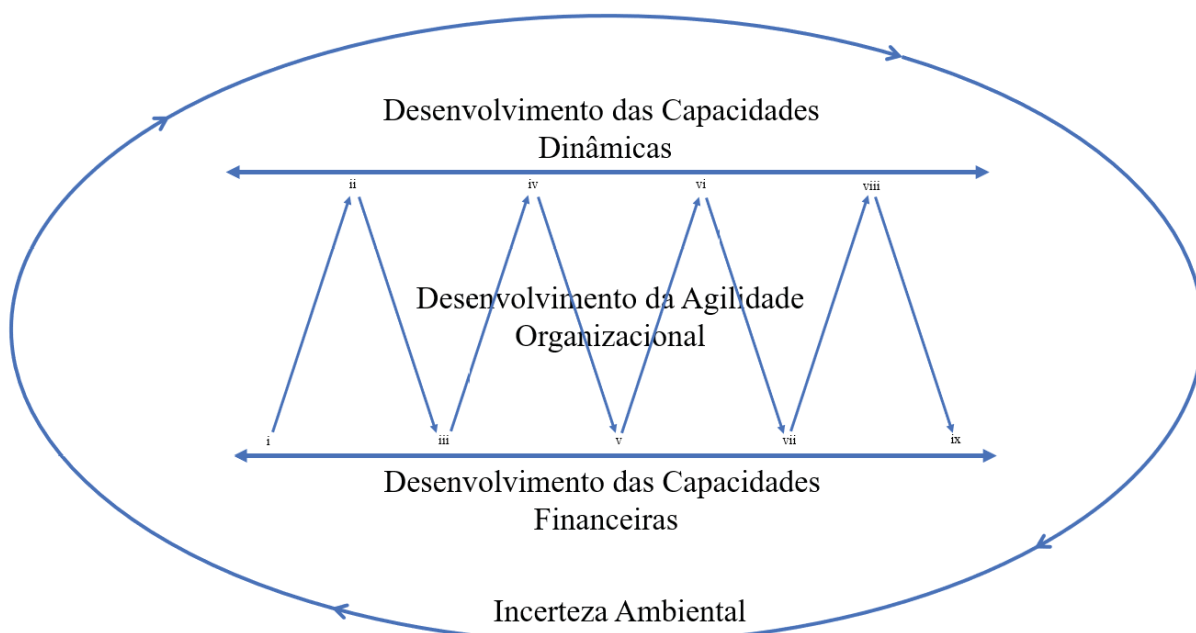 Desenvolvimento das Capacidades
Dinâmicas
ii iv vi viii
Desenvolvimento da Agilidade
Organizacional
i iii v vii ix
Desenvolvimento das Capacidades
Financeiras
Incerteza Ambiental